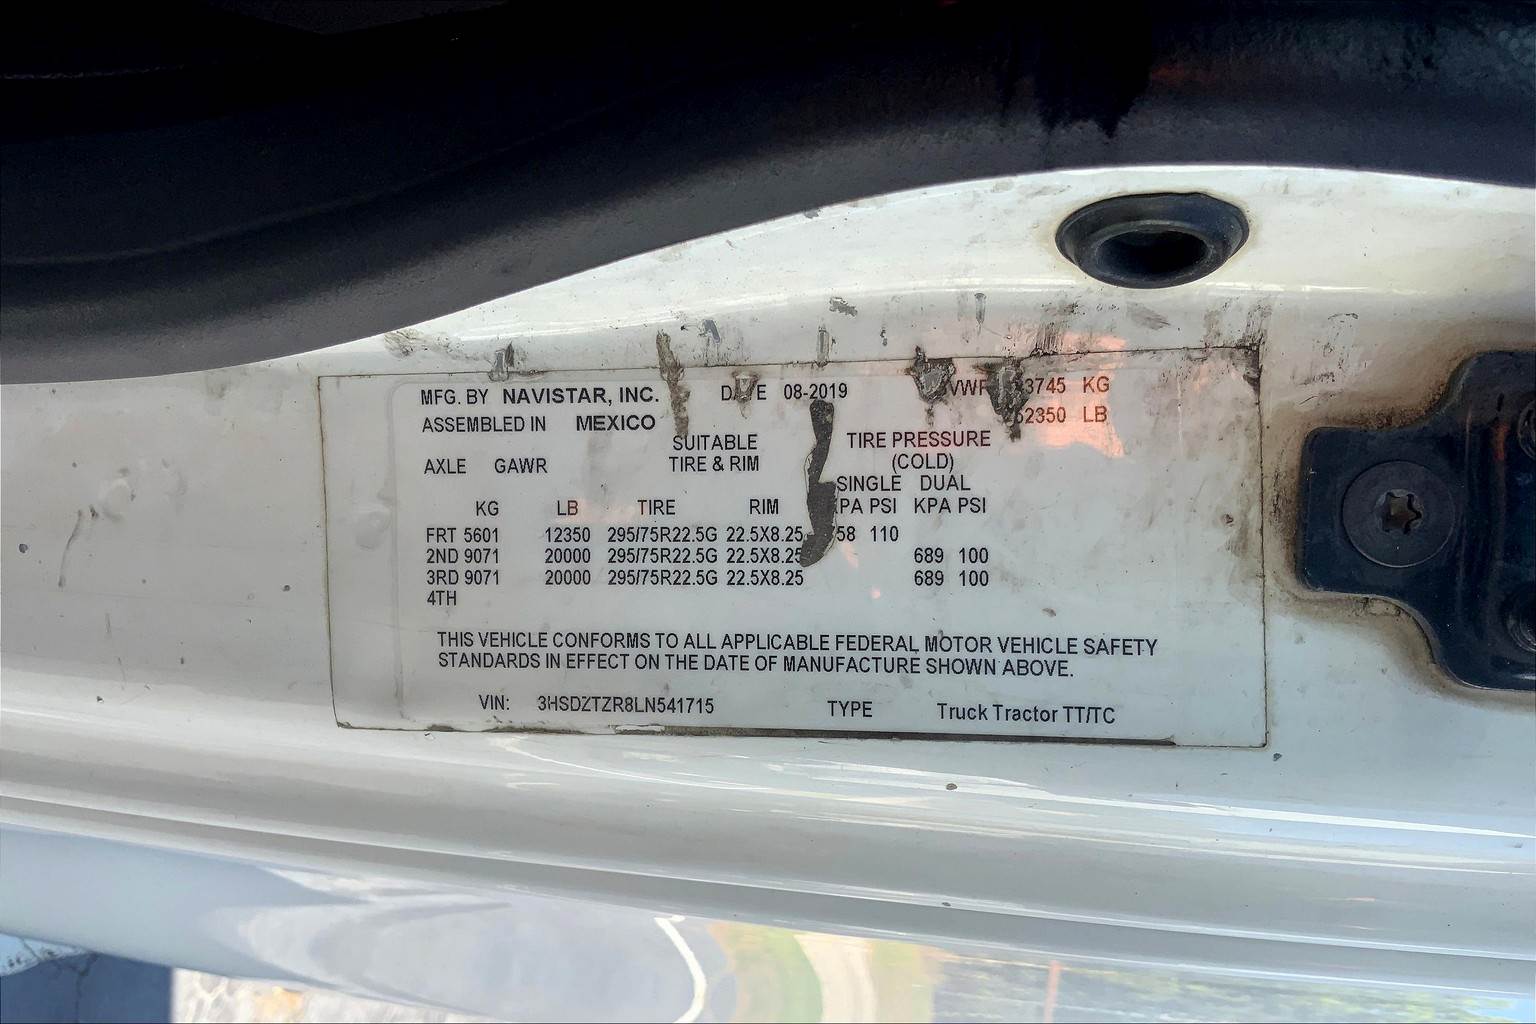 MFG. BY NAVISTAR, INC. DATE 08-2019 KG
ASSEMBLED IN MEXICO LB
SUITABLE TIRE PRESSURE
AXLE GAWR TIRE & RIM (COLD)
SINGLE DUAL
KG LB TIRE RIM PSI KPA PSI
FRT 5601 12350 295/75R22.5G 22.5X8.25 110
2ND 9071 20000 295/75R22.5G 22.5X8.25 689 100
3RD 9071 20000 295/75R22.5G 22.5X8.25 689 100
4TH
THIS VEHICLE CONFORMS TO ALL APPLICABLE FEDERAL MOTOR VEHICLE SAFETY
STANDARDS IN EFFECT ON THE DATE OF MANUFACTURE SHOWN ABOVE.
VIN: 3HSDZTZR8LN541715 TYPE Truck Tractor TT/TC